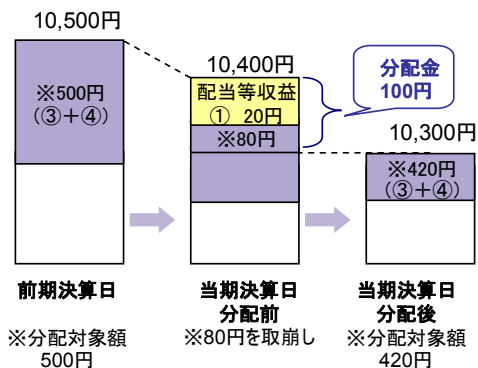 10,500円
※500円
（③＋④）
10,400円
配当等収益
① 20円
※80円
分配金
100円
10,300円
※420円
（③＋④）
前期決算日
当期決算日
分配前
当期決算日
分配後
※分配対象額
500円
※80円を取崩し
※分配対象額
420円